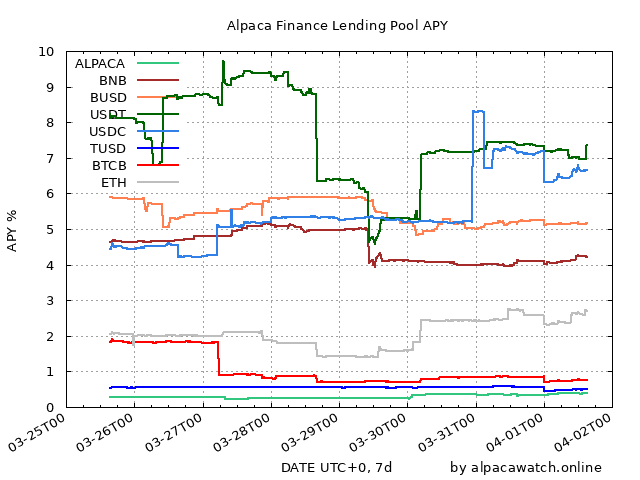 Alpaca Finance Lending Pool APY
10
9
8
7
6
5
4
3
2
1
0
APY %
ALPACA
BNB
BUSD
USDT
USDC
TUSD
BTCB
ETH
03-25T00
03-26T00
03-27T00
03-28T00
03-29T00
03-30T00
03-31T00
04-01T00
04-02T00
DATE UTC+0, 7d
by alpacawatch.online